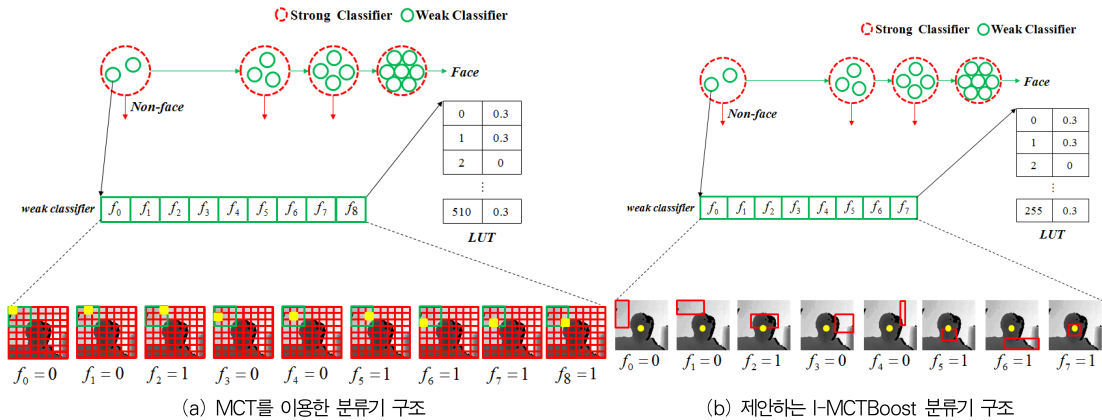 Strong Classifier Weak Classifier
Face
Non-face
0 0.3
1 0.3
2 0
⋮
510 0.3
LUT
weak classifier f0 f1 f2 f3 f4 f5 f6 f7 f8
f0 = 0 f1 = 0 f2 = 1 f3 = 0 f4 = 0 f5 = 1 f6 = 1 f7 = 1 f8 = 1
(a) MCT를 이용한 분류기 구조
Strong Classifier Weak Classifier
Face
Non-face
0 0.3
1 0.3
2 0
⋮
255 0.3
LUT
weak classifier f0 f1 f2 f3 f4 f5 f6 f7
f0 = 0 f1 = 0 f2 = 1 f3 = 0 f4 = 0 f5 = 1 f6 = 1 f7 = 1
(b) 제안하는 I-MCTBoost 분류기 구조